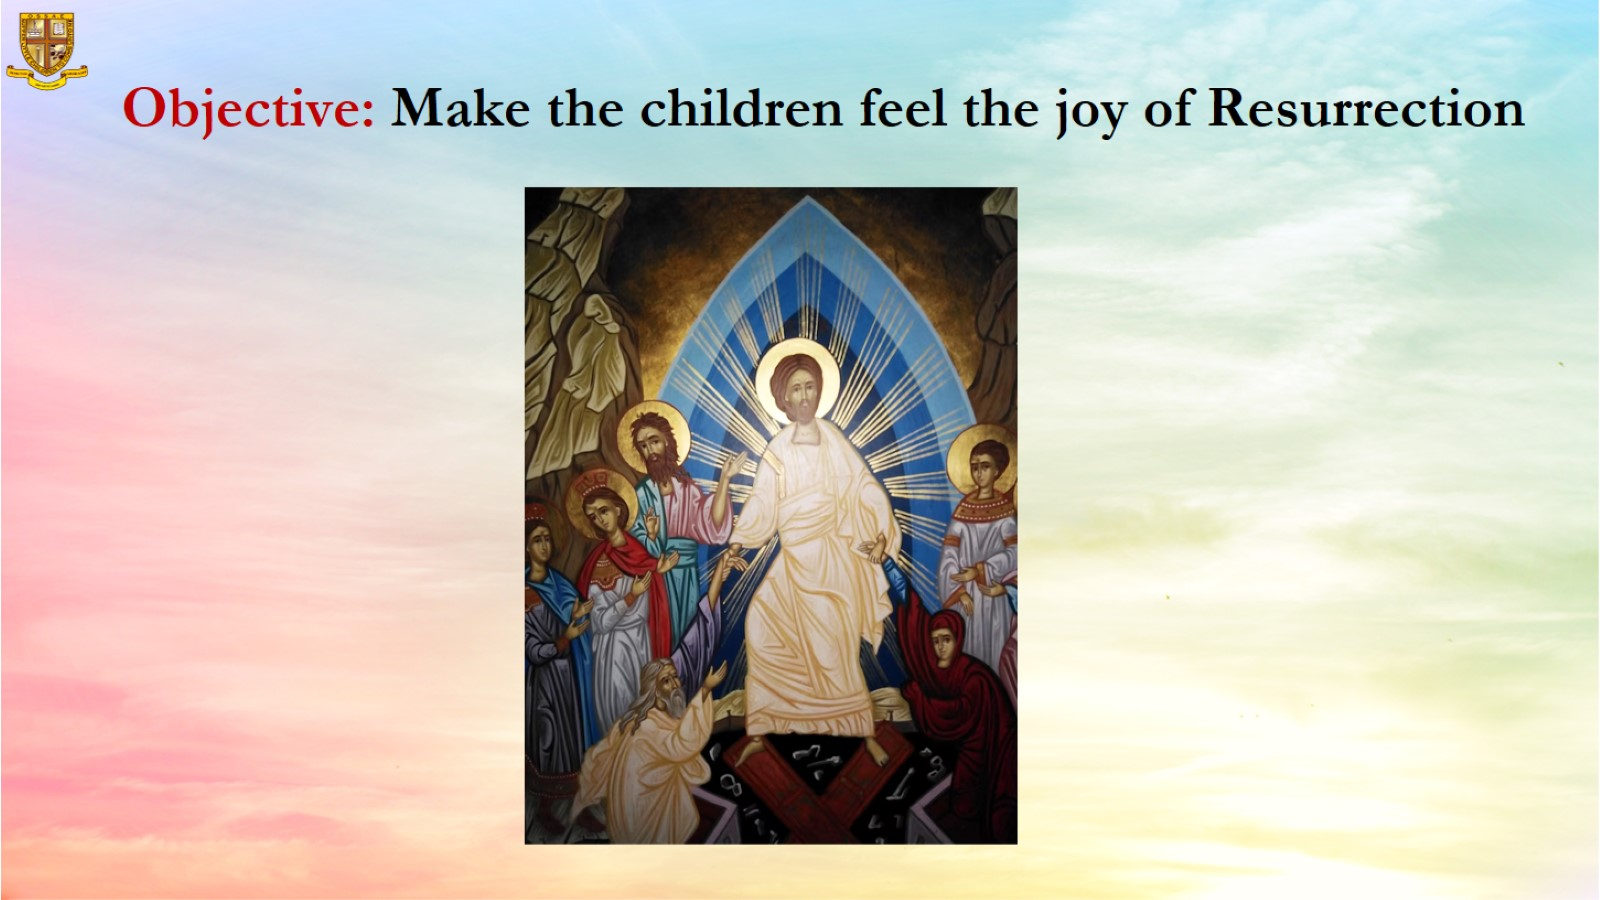 O.S.S.A.E
Objective: Make the children feel the joy of Resurrection